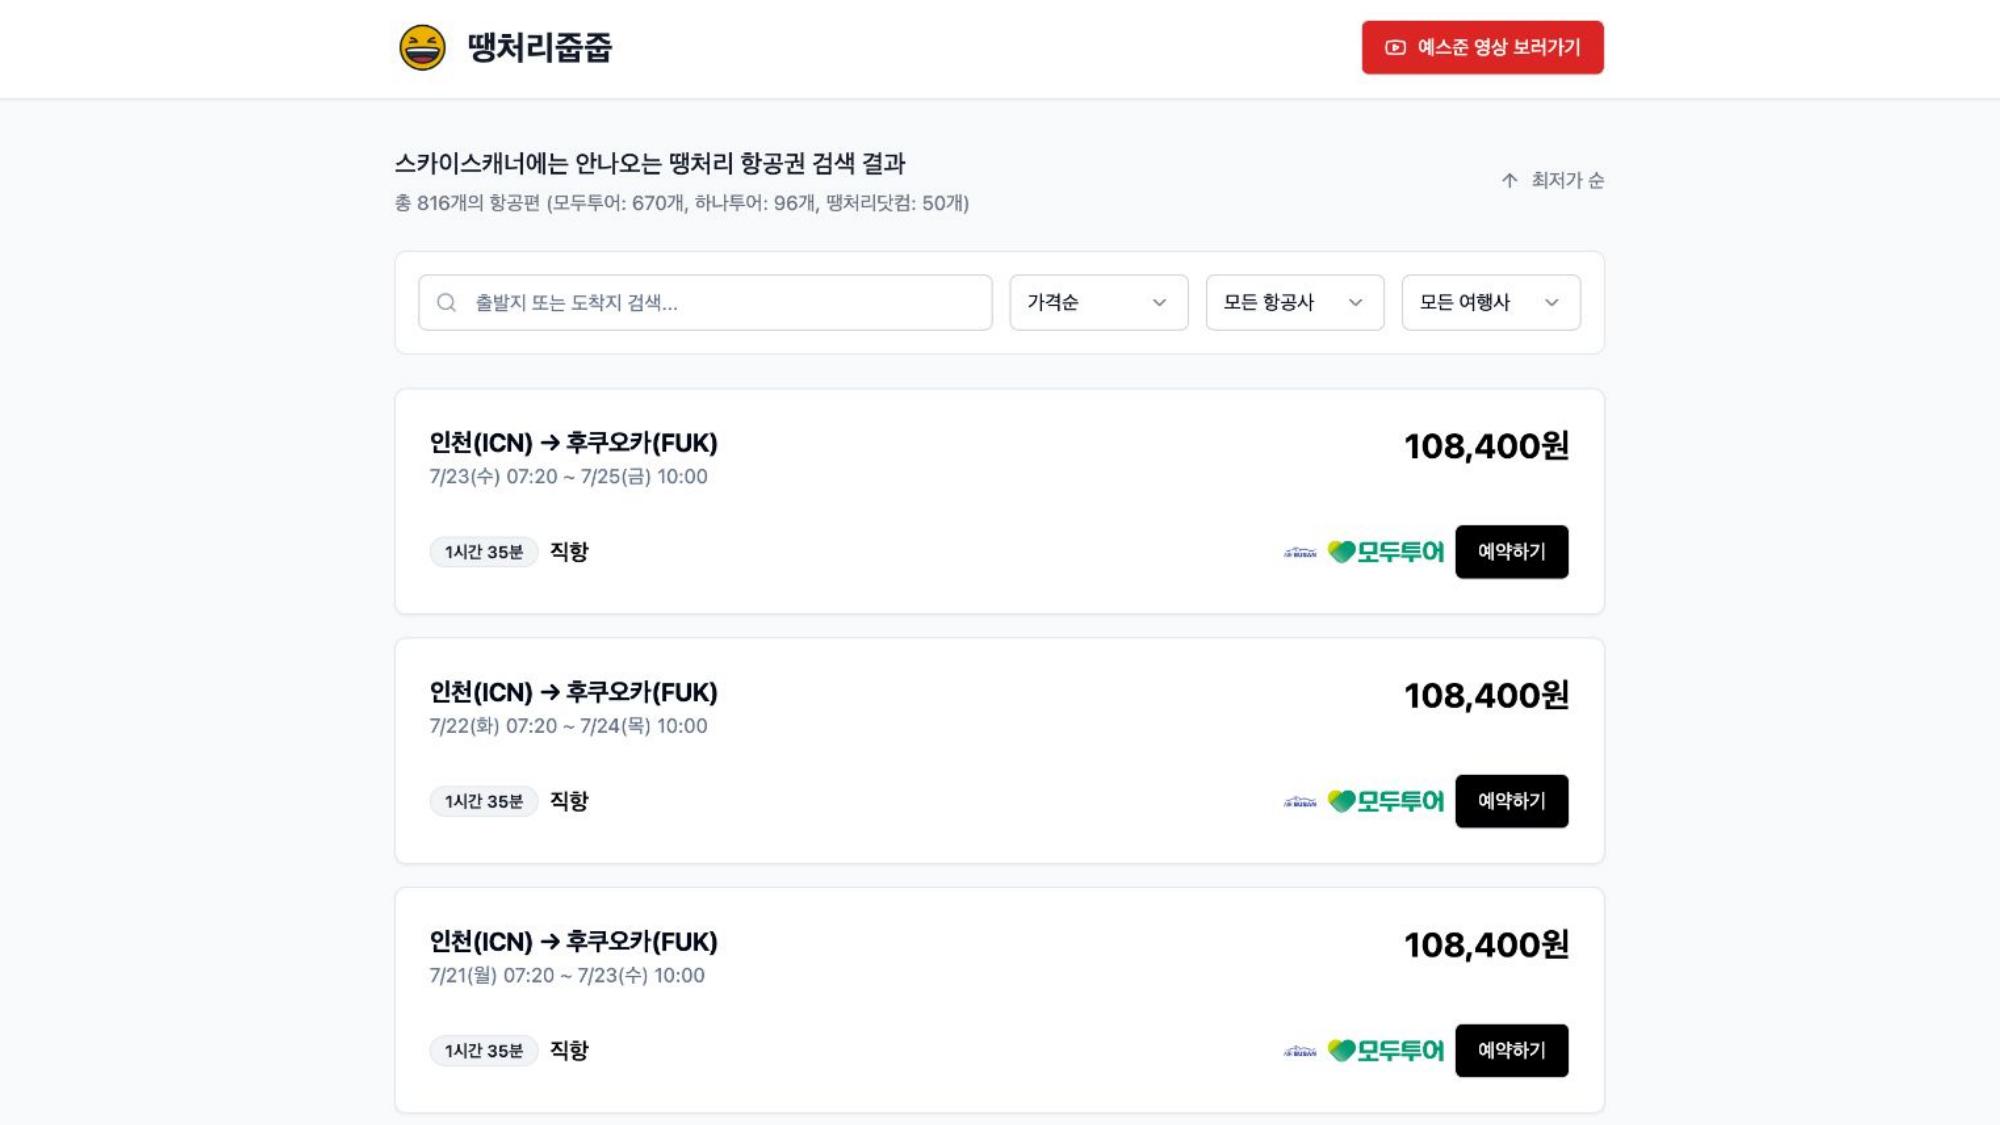 땡처리줍줍
예스준 영상 보러가기
스카이스캐너에는 안나오는 땡처리 항공권 검색 결과
총 816개의 항공편 (모두투어: 670개, 하나투어: 96개, 땡처리닷컴: 50개)
최저가 순
출발지 또는 도착지 검색...
가격순
모든 항공사
모든 여행사
인천(ICN) → 후쿠오카(FUK)
108,400원
7/23(수) 07:20 ~ 7/25(금) 10:00
1시간 35분
직항
AIR BUSAN
모두투어
예약하기
인천(ICN) → 후쿠오카(FUK)
108,400원
7/22(화) 07:20 ~ 7/24(목) 10:00
1시간 35분
직항
AIR BUSAN
모두투어
예약하기
인천(ICN) → 후쿠오카(FUK)
108,400원
7/21(월) 07:20 ~ 7/23(수) 10:00
1시간 35분
직항
AIR BUSAN
모두투어
예약하기